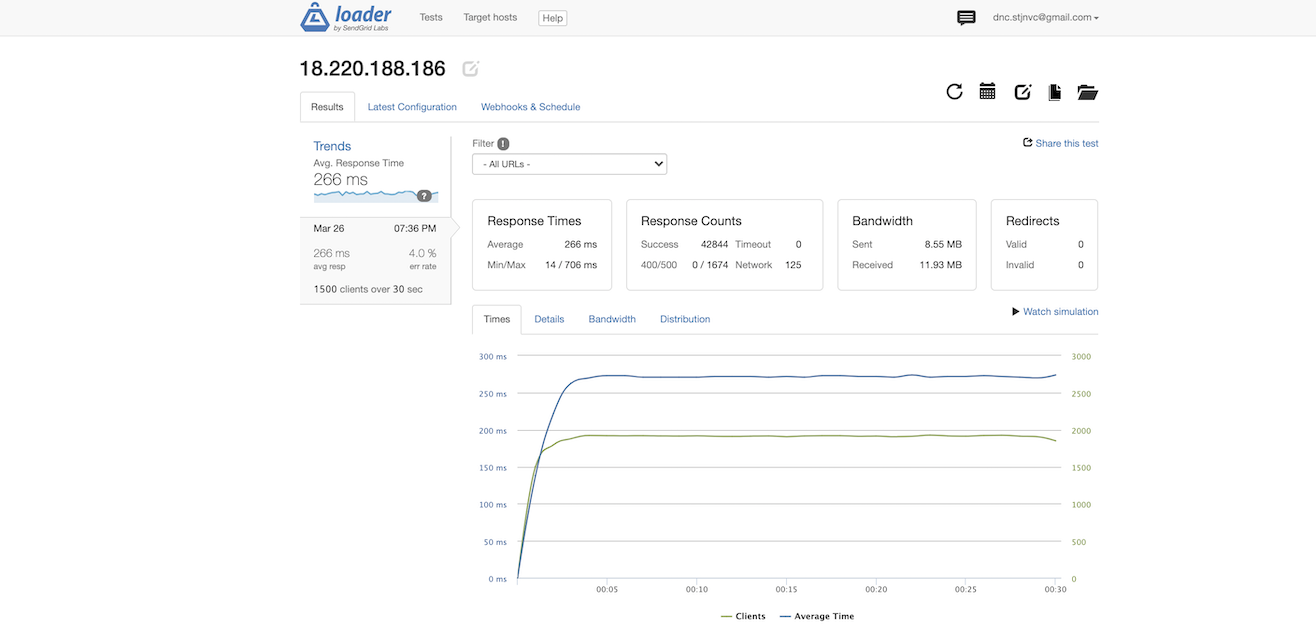 loader
by SendGrid Labs
Tests Target hosts Help
dnc.stjnvc@gmail.com
18.220.188.186
Results Latest Configuration Webhooks & Schedule
Trends
Avg. Response Time
266 ms
?
Mar 26 07:36 PM
266 ms 4.0 %
avg resp err rate
1500 clients over 30 sec
Filter !
- All URLs -
Share this test
Response Times
Average 266 ms
Min/Max 14 / 706 ms
Response Counts
Success 42844 Timeout 0
400/500 0 / 1674 Network 125
Bandwidth
Sent 8.55 MB
Received 11.93 MB
Redirects
Valid 0
Invalid 0
Times Details Bandwidth Distribution
Watch simulation
300 ms 3000
250 ms 2500
200 ms 2000
150 ms 1500
100 ms 1000
50 ms 500
0 ms 0
00:05 00:10 00:15 00:20 00:25 00:30
Clients Average Time